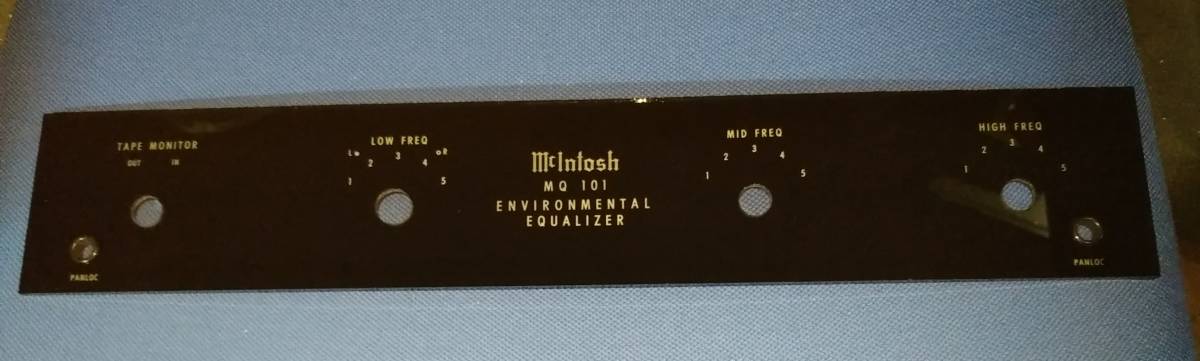 TAPE MONITOR
OUT IN
PANLOC
LOW FREQ
L R
1 2 3 4 5
McIntosh
MQ 101
ENVIRONMENTAL
EQUALIZER
MID FREQ
1 2 3 4 5
HIGH FREQ
1 2 3 4 5
PANLOC